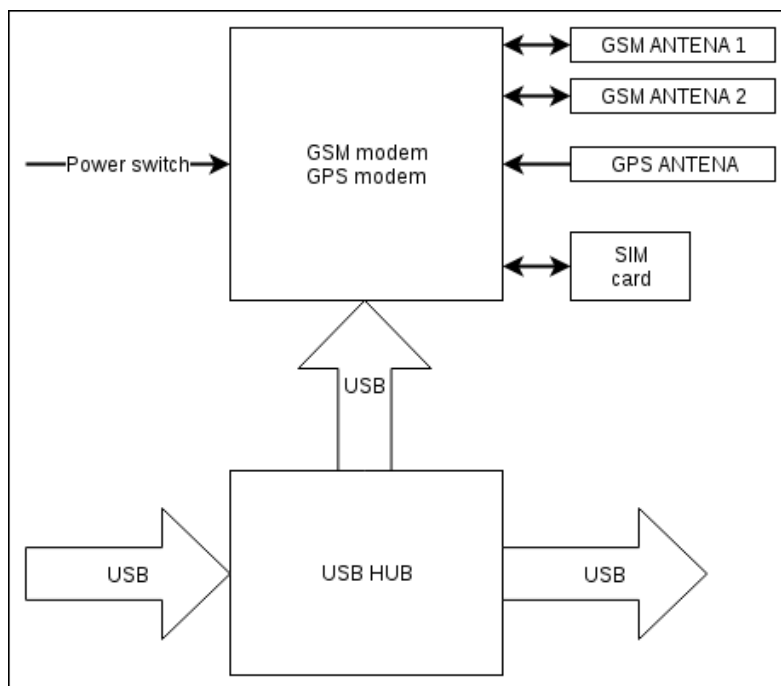 GSM ANTENA 1
GSM ANTENA 2
GSM modem
GPS modem
Power switch
GPS ANTENA
SIM
card
USB
USB
USB HUB
USB